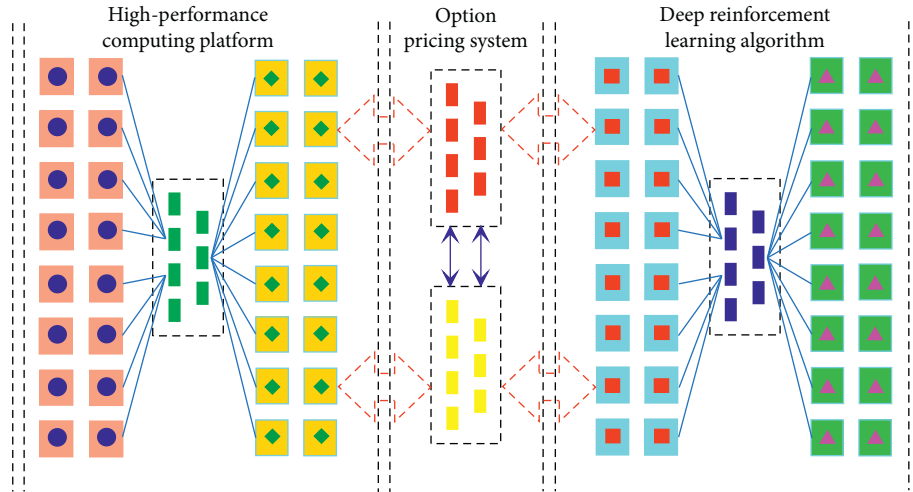 High-performance
computing platform
Option
pricing system
Deep reinforcement
learning algorithm